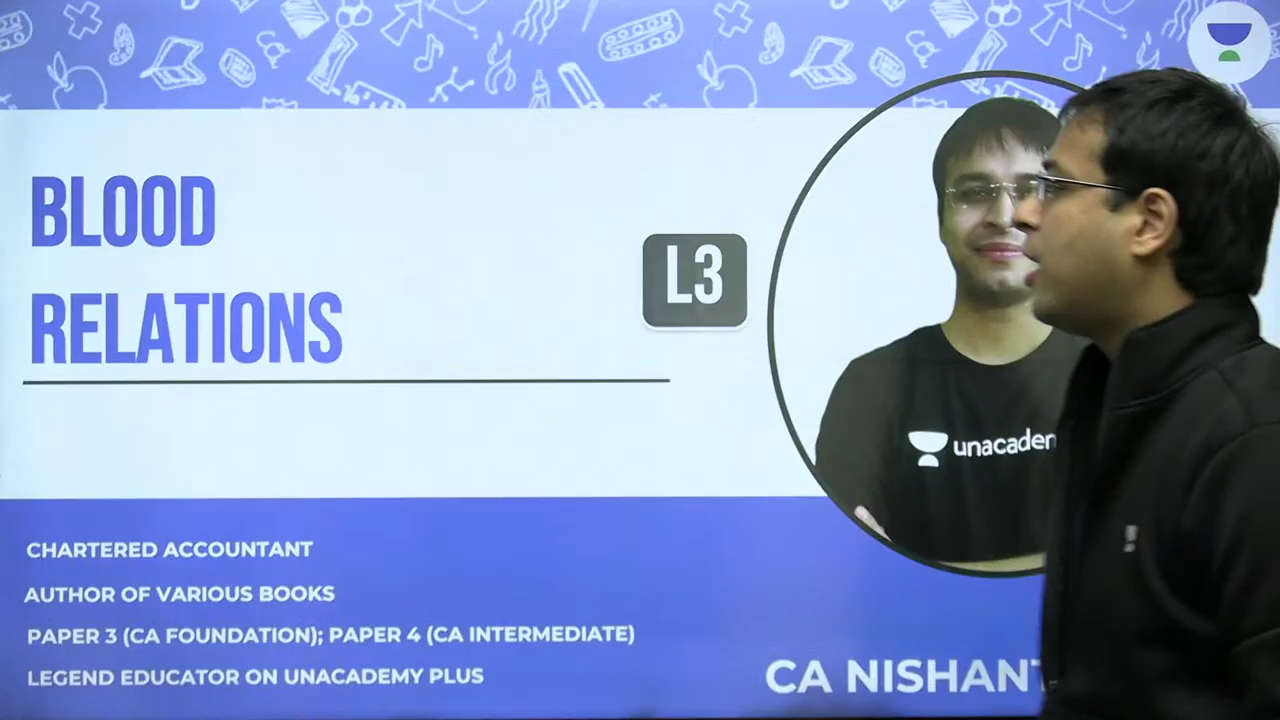 BLOOD
RELATIONS
L3
unacadem
CHARTERED ACCOUNTANT
AUTHOR OF VARIOUS BOOKS
PAPER 3 (CA FOUNDATION); PAPER 4 (CA INTERMEDIATE)
LEGEND EDUCATOR ON UNACADEMY PLUS
CA NISHANT